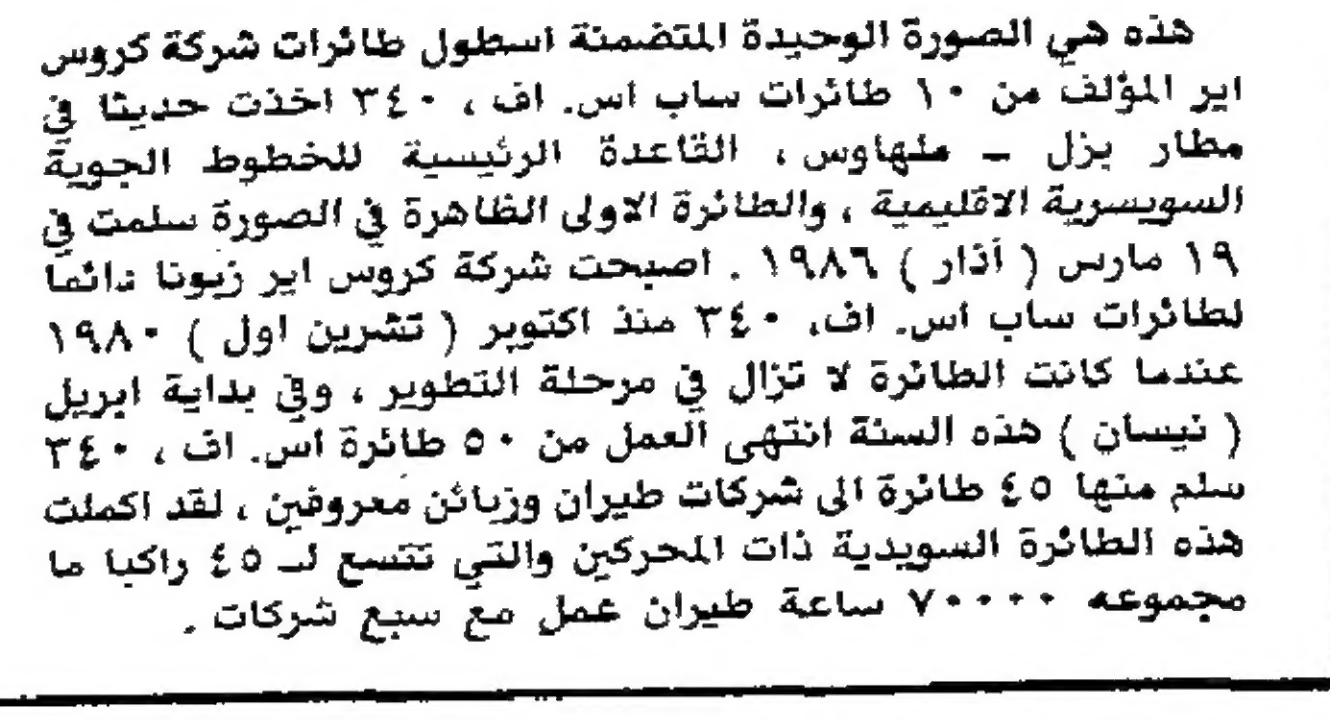 هذه هي الصورة الوحيدة المتضمنة اسطول طائرات شركة كروس
اير المؤلف من ١٠ طائرات ساب اس. اف ، ٣٤٠ اخذت حديثا في
مطار بزل ـ ملهاوس ، القاعدة الرئيسية للخطوط الجوية
السويسرية الاقليمية ، والطائرة الاولى الظاهرة في الصورة سلمت في
١٩ مارس ( أذار ) ١٩٨٦ . اصبحت شركة كروس اير زبونا دائما
لطائرات ساب اس. اف، ٣٤٠ منذ اكتوبر ( تشرين اول ) ١٩٨٠
عندما كانت الطائرة لا تزال في مرحلة التطوير ، وفي بداية ابريل
( نيسان ) هذه السنة انتهى العمل من ٥٠ طائرة اس. اف ، ٣٤٠
سلم منها ٤٥ طائرة الى شركات طيران وزبائن معروفين ، لقد اكملت
هذه الطائرة السويدية ذات المحركين والتي تتسع لـ ٤٥ راكبا ما
مجموعه ٧٠٠٠٠ ساعة طيران عمل مع سبع شركات .